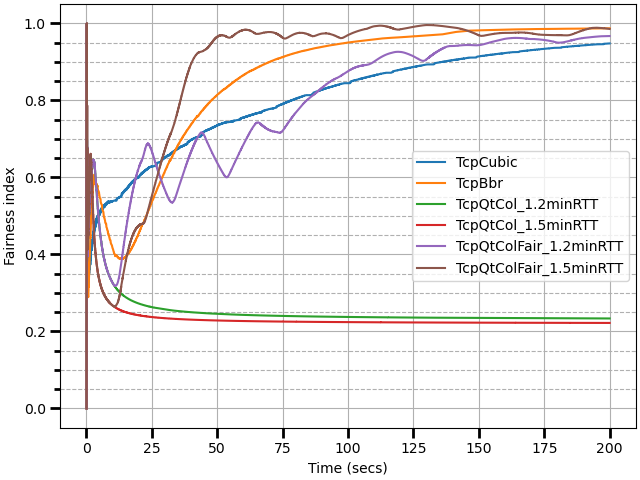 Fairness index
1.0
0.8
0.6
0.4
0.2
0.0
TcpCubic
TcpBbr
TcpQtCol_1.2minRTT
TcpQtCol_1.5minRTT
TcpQtColFair_1.2minRTT
TcpQtColFair_1.5minRTT
0 25 50 75 100 125 150 175 200
Time (secs)